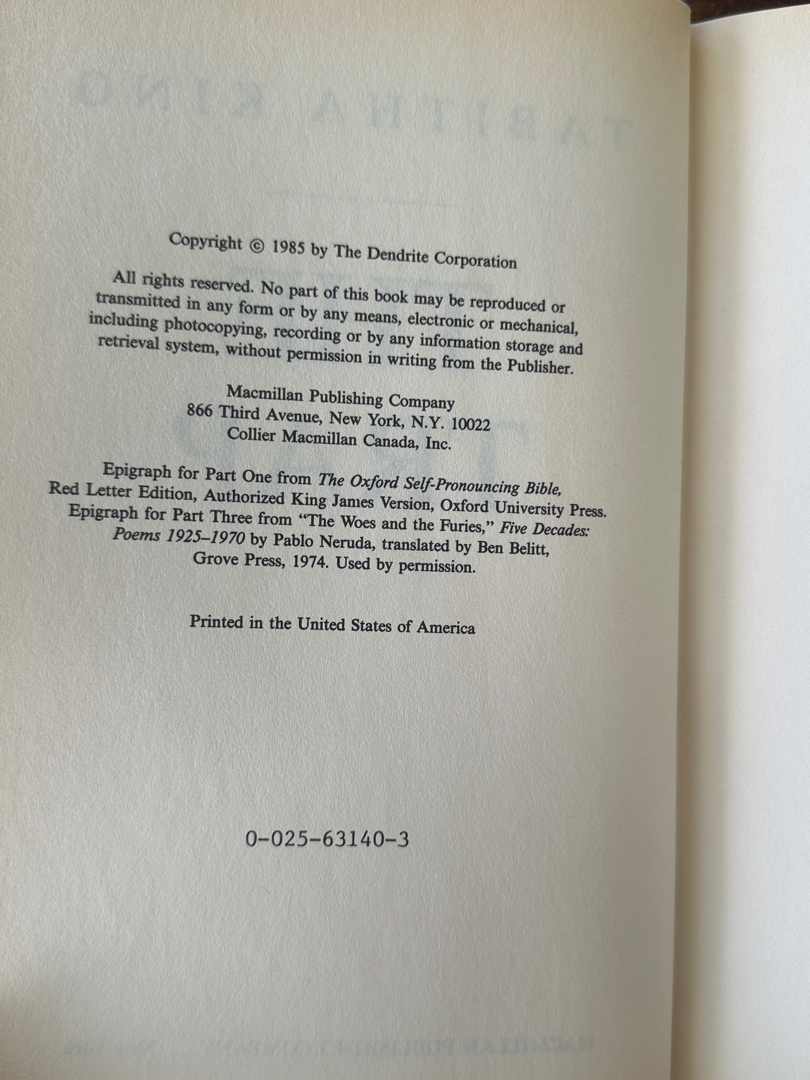 TABITHA KING
Copyright © 1985 by The Dendrite Corporation
All rights reserved. No part of this book may be reproduced or
transmitted in any form or by any means, electronic or mechanical,
including photocopying, recording or by any information storage and
retrieval system, without permission in writing from the Publisher.
Macmillan Publishing Company
866 Third Avenue, New York, N.Y. 10022
Collier Macmillan Canada, Inc.
Epigraph for Part One from The Oxford Self-Pronouncing Bible,
Red Letter Edition, Authorized King James Version, Oxford University Press.
Epigraph for Part Three from “The Woes and the Furies,” Five Decades:
Poems 1925–1970 by Pablo Neruda, translated by Ben Belitt,
Grove Press, 1974. Used by permission.
Printed in the United States of America
0–025–63140–3
MACMILLAN PUBLISHING COMPANY